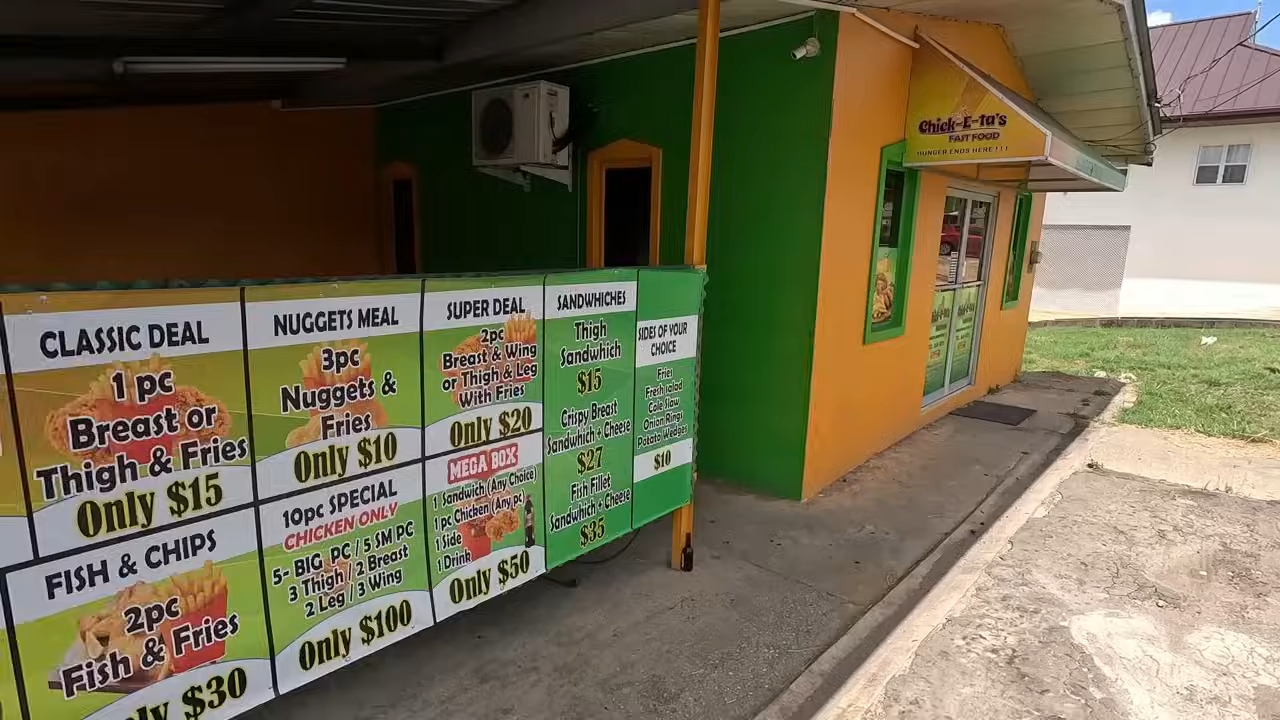 Chick-E-ta's
FAST FOOD
HUNGER ENDS HERE ! ! !
CLASSIC DEAL
1 pc
Breast or
Thigh & Fries
Only $15
NUGGETS MEAL
3pc
Nuggets &
Fries
Only $10
SUPER DEAL
2pc
Breast & Wing
or Thigh & Leg
With Fries
Only $20
SANDWHICHES
Thigh
Sandwhich
$15
Crispy Breast
Sandwhich + Cheese
$27
Fish Fillet
Sandwhich + Cheese
$35
SIDES OF YOUR
CHOICE
Fries
Fresh salad
Cole Slaw
Onion Rings
Potato Wedges
$10
FISH & CHIPS
2pc
Fish & Fries
ly $30
10pc SPECIAL
CHICKEN ONLY
5- BIG PC / 5 SM PC
3 Thigh / 2 Breast
2 Leg / 3 Wing
Only $100
MEGA BOX
1 Sandwich (Any Choice)
1 pc Chicken (Any pc)
1 Side
1 Drink
Only $50